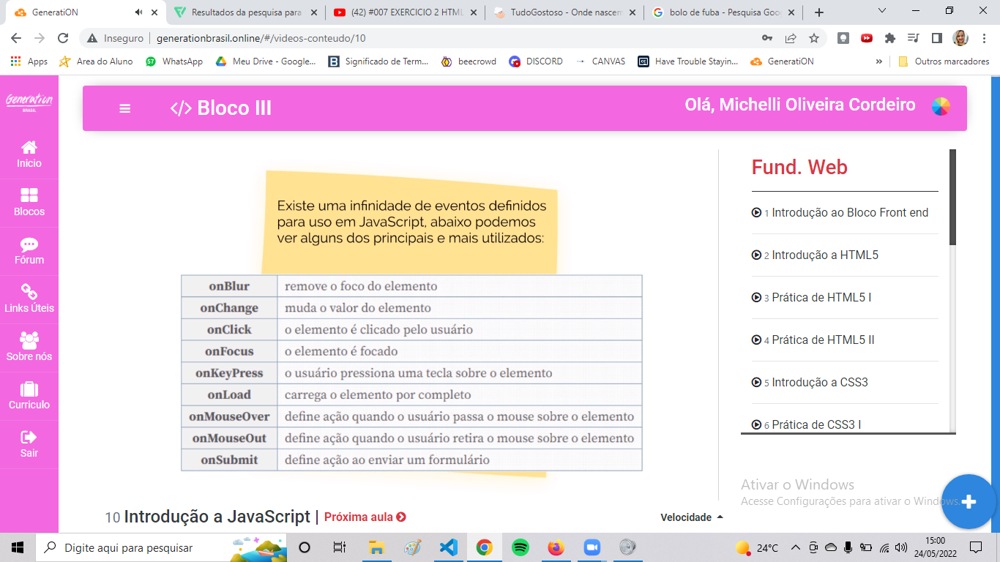 GeneratiON
Resultados da pesquisa para
(42) #007 EXERCICIO 2 HTML
TudoGostoso - Onde nascem
bolo de fuba - Pesquisa Goo
Inseguro
generationbrasil.online/#/videos-conteudo/10
Apps
Area do Aluno
57
WhatsApp
Meu Drive - Google...
Significado de Term...
beecrowd
DISCORD
CANVAS
Have Trouble Stayin...
GeneratiON
»
Outros marcadores
Generation
BRASIL
</> Bloco III
Olá, Michelli Oliveira Cordeiro
Inicio
Blocos
Fórum
Links Úteis
Sobre nós
Curriculo
Sair
Existe uma infinidade de eventos definidos
para uso em JavaScript, abaixo podemos
ver alguns dos principais e mais utilizados:
onBlur remove o foco do elemento
onChange muda o valor do elemento
onClick o elemento é clicado pelo usuário
onFocus o elemento é focado
onKeyPress o usuário pressiona uma tecla sobre o elemento
onLoad carrega o elemento por completo
onMouseOver define ação quando o usuário passa o mouse sobre o elemento
onMouseOut define ação quando o usuário retira o mouse sobre o elemento
onSubmit define ação ao enviar um formulário
10 Introdução a JavaScript | Próxima aula
Velocidade
Fund. Web
1 Introdução ao Bloco Front end
2 Introdução a HTML5
3 Prática de HTML5 I
4 Prática de HTML5 II
5 Introdução a CSS3
6 Prática de CSS3 I
Ativar o Windows
Acesse Configurações para ativar o Windows.
Digite aqui para pesquisar
24°C
15:00
24/05/2022